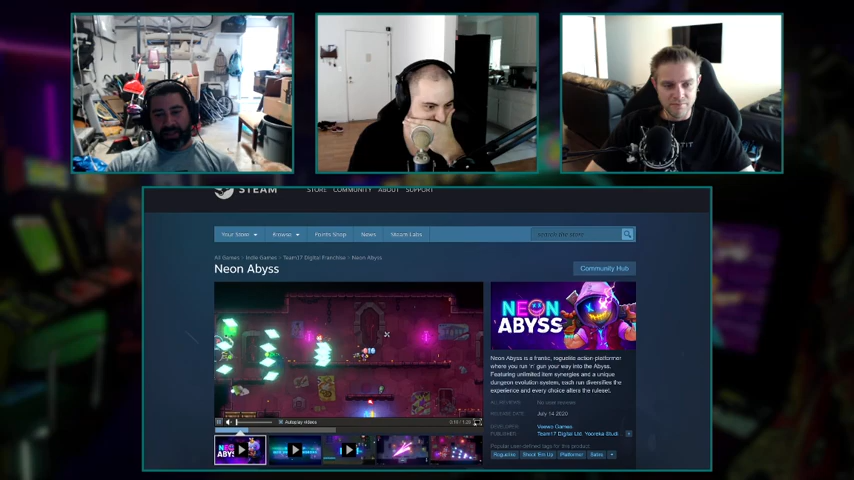 STEAM
STORE COMMUNITY ABOUT SUPPORT
Your Store Browse Points Shop News Steam Labs search the store
All Games > Indie Games > Team17 Digital Franchise > Neon Abyss
Neon Abyss
Community Hub
NEON
ABYSS
Neon Abyss is a frantic, roguelite action-platformer
where you run 'n' gun your way into the Abyss.
Featuring unlimited item synergies and a unique
dungeon evolution system, each run diversifies the
experience and every choice alters the ruleset.
ALL REVIEWS: No user reviews
RELEASE DATE: July 14 2020
DEVELOPER: Veewo Games
PUBLISHER: Team17 Digital Ltd, Yooreka Studi
Popular user-defined tags for this product:
Autoplay videos
Roguelite Shoot 'Em Up Platformer +